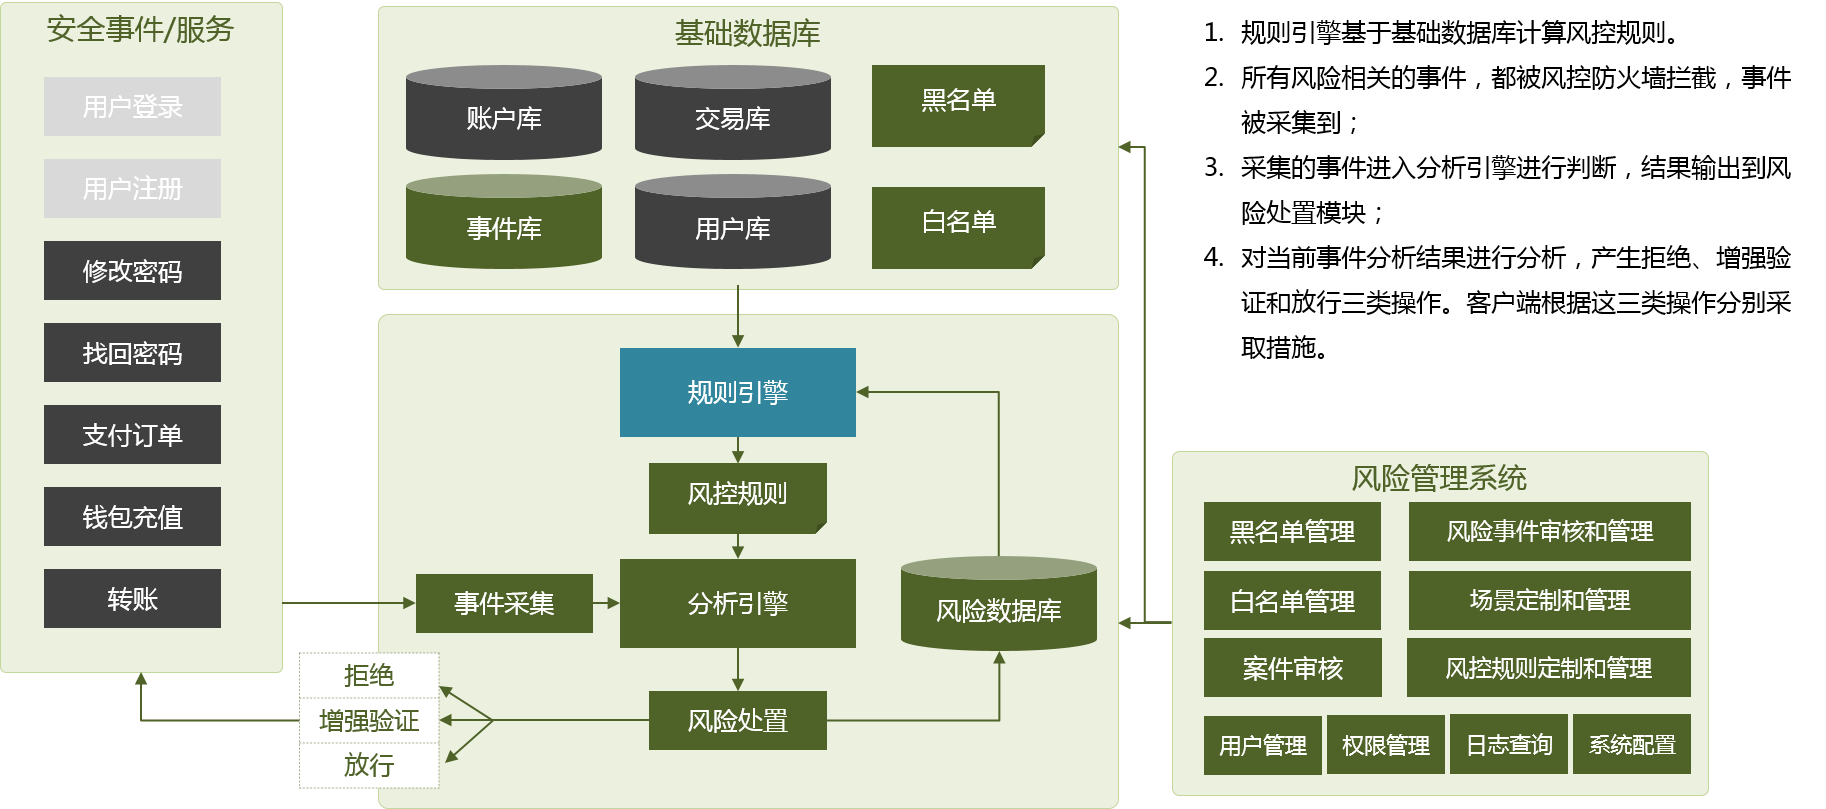 安全事件/服务
用户登录
用户注册
修改密码
找回密码
支付订单
钱包充值
转账
基础数据库
账户库
交易库
黑名单
事件库
用户库
白名单
规则引擎
风控规则
事件采集
分析引擎
风险数据库
风险处置
拒绝
增强验证
放行
1. 规则引擎基于基础数据库计算风控规则。
2. 所有风险相关的事件，都被风控防火墙拦截，事件
被采集到；
3. 采集的事件进入分析引擎进行判断，结果输出到风
险处置模块；
4. 对当前事件分析结果进行分析，产生拒绝、增强验
证和放行三类操作。客户端根据这三类操作分别采
取措施。
风险管理系统
黑名单管理
风险事件审核和管理
白名单管理
场景定制和管理
案件审核
风控规则定制和管理
用户管理
权限管理
日志查询
系统配置